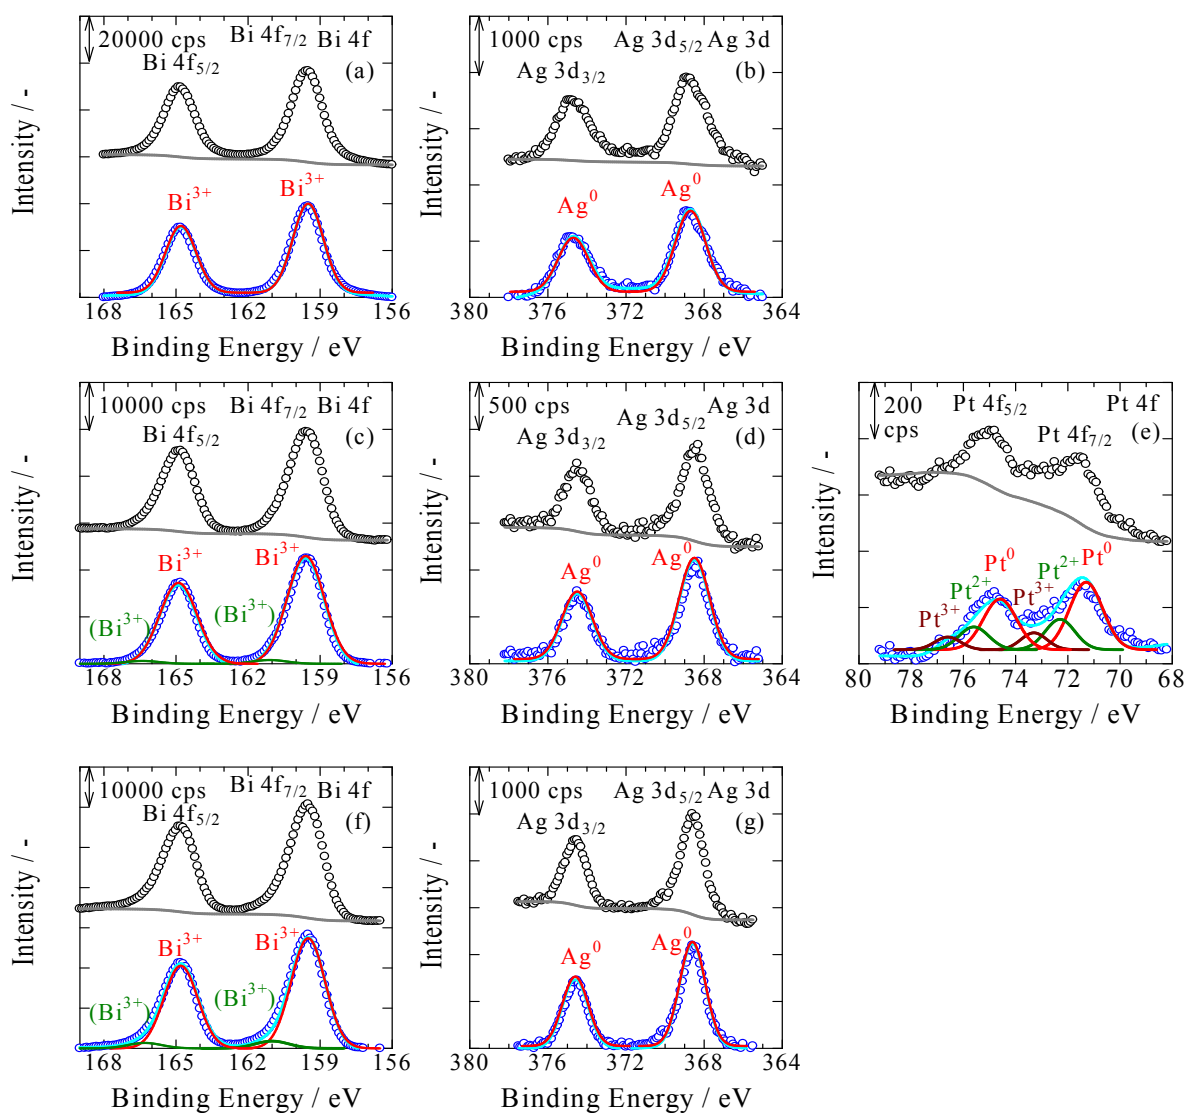 20000 cps
Bi 4f7/2 Bi 4f
Bi 4f5/2
(a)
Bi3+
Bi3+
Intensity / -
168 165 162 159 156
Binding Energy / eV
1000 cps
Ag 3d5/2 Ag 3d
Ag 3d3/2
(b)
Ag0
Ag0
Intensity / -
380 376 372 368 364
Binding Energy / eV
10000 cps
Bi 4f7/2 Bi 4f
Bi 4f5/2
(c)
Bi3+
Bi3+
(Bi3+)
(Bi3+)
Intensity / -
168 165 162 159 156
Binding Energy / eV
500 cps
Ag 3d
Ag 3d5/2
Ag 3d3/2
(d)
Ag0
Ag0
Intensity / -
380 376 372 368 364
Binding Energy / eV
200
cps
Pt 4f5/2
Pt 4f
Pt 4f7/2
(e)
Pt0
Pt2+
Pt3+
Pt0
Pt2+
Pt3+
Intensity / -
80 78 76 74 72 70 68
Binding Energy / eV
10000 cps
Bi 4f7/2 Bi 4f
Bi 4f5/2
(f)
Bi3+
Bi3+
(Bi3+)
(Bi3+)
Intensity / -
168 165 162 159 156
Binding Energy / eV
1000 cps
Ag 3d5/2 Ag 3d
Ag 3d3/2
(g)
Ag0
Ag0
Intensity / -
380 376 372 368 364
Binding Energy / eV